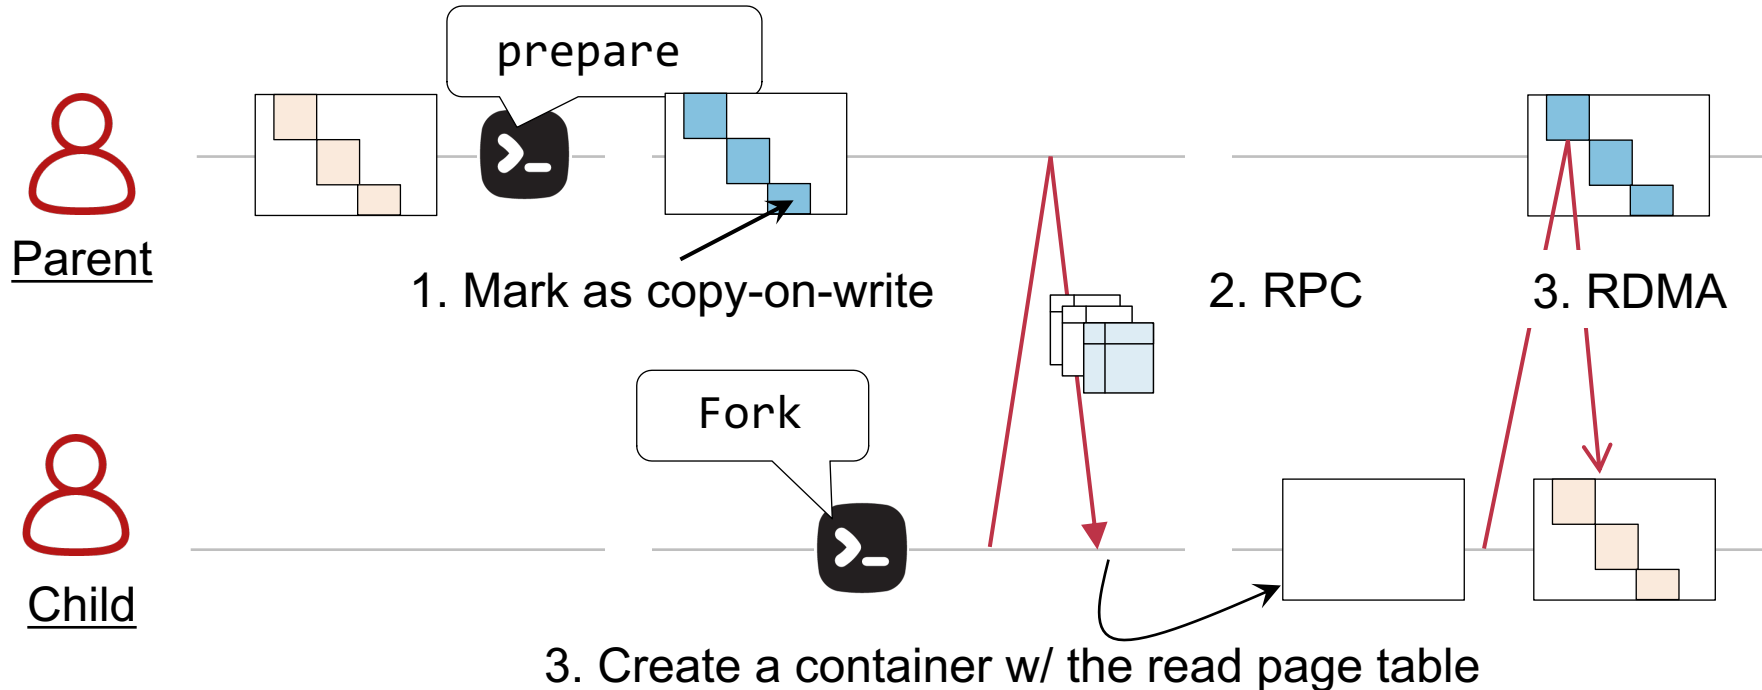 prepare
Parent
1. Mark as copy-on-write
2. RPC
3. RDMA
Fork
Child
3. Create a container w/ the read page table